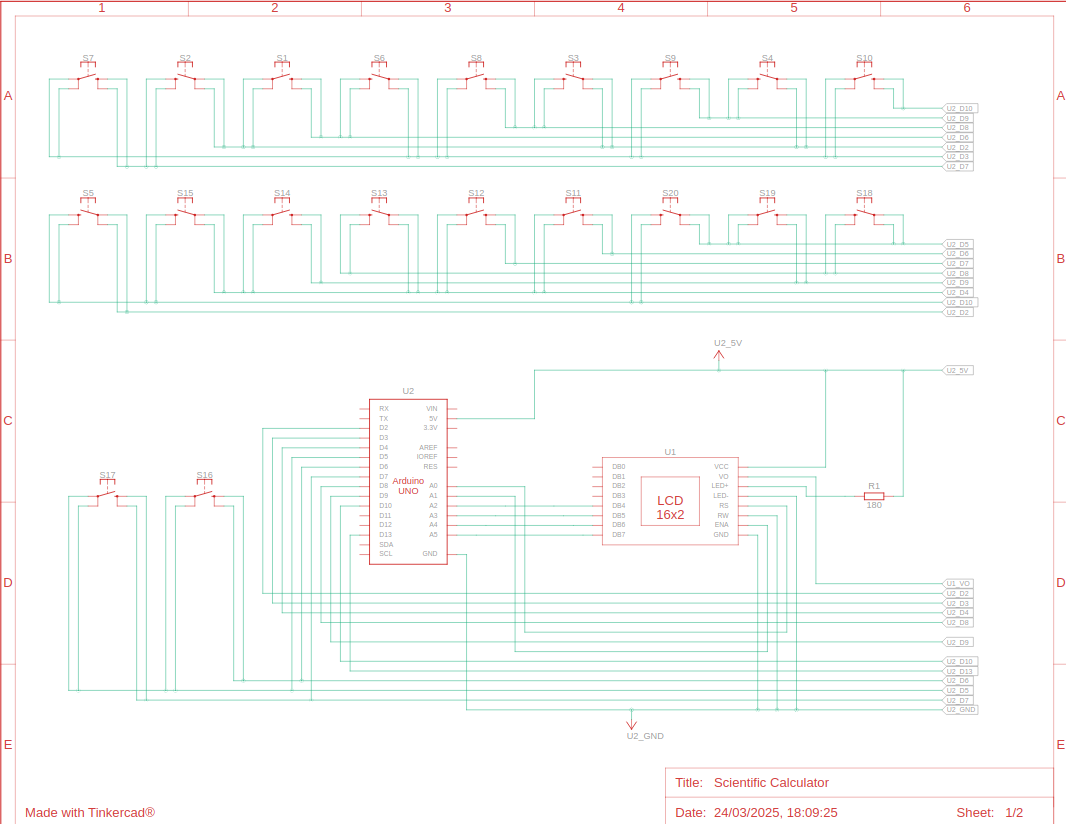 1 2 3 4 5 6
S7 S2 S1 S6 S8 S3 S9 S4 S10
A A
U2_D10
U2_D9
U2_D8
U2_D6
U2_D2
U2_D3
U2_D7
S5 S15 S14 S13 S12 S11 S20 S19 S18
B B
U2_D5
U2_D6
U2_D7
U2_D8
U2_D9
U2_D4
U2_D10
U2_D2
U2_5V
U2_5V
C C
U2
RX VIN
TX 5V
D2 3.3V
D3
D4 AREF
D5 IOREF
D6 RES
D7
D8 A0
D9 A1
D10 A2
D11 A3
D12 A4
D13 A5
SDA
SCL GND
Arduino
UNO
U1
DB0 VCC
DB1 VO
DB2 LED+
DB3 LED-
DB4 RS
DB5 RW
DB6 ENA
DB7 GND
LCD
16x2
R1
180
S17 S16
D D
U1_VO
U2_D2
U2_D3
U2_D4
U2_D8
U2_D9
U2_D10
U2_D13
U2_D6
U2_D5
U2_D7
U2_GND
U2_GND
E E
Title: Scientific Calculator
Made with Tinkercad®
Date: 24/03/2025, 18:09:25 Sheet: 1/2